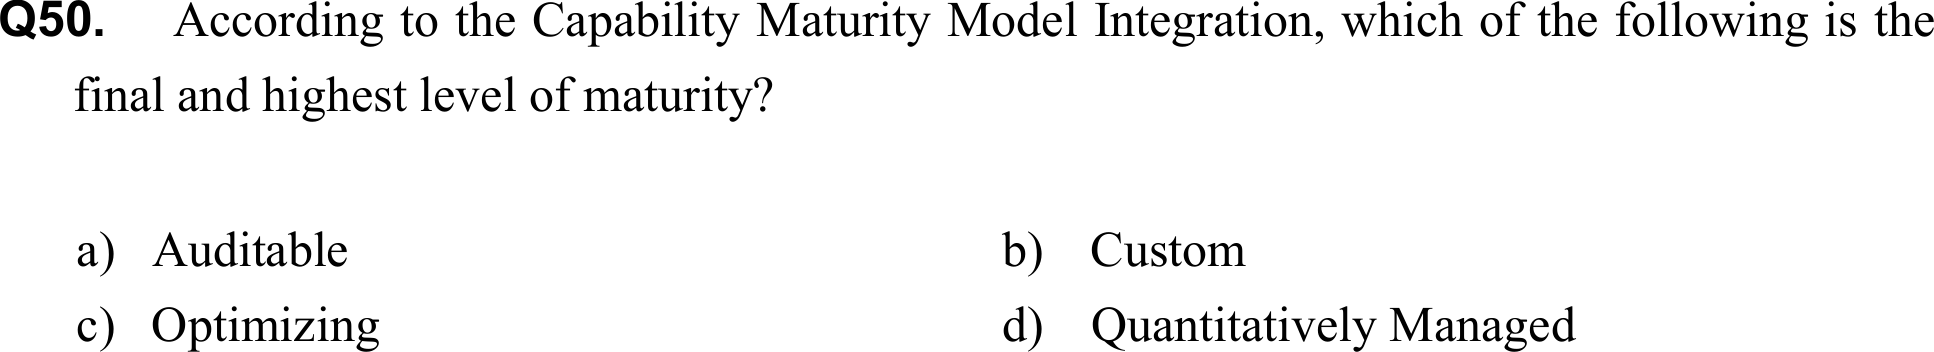 Q50. According to the Capability Maturity Model Integration, which of the following is the
final and highest level of maturity?
a) Auditable b) Custom
c) Optimizing d) Quantitatively Managed